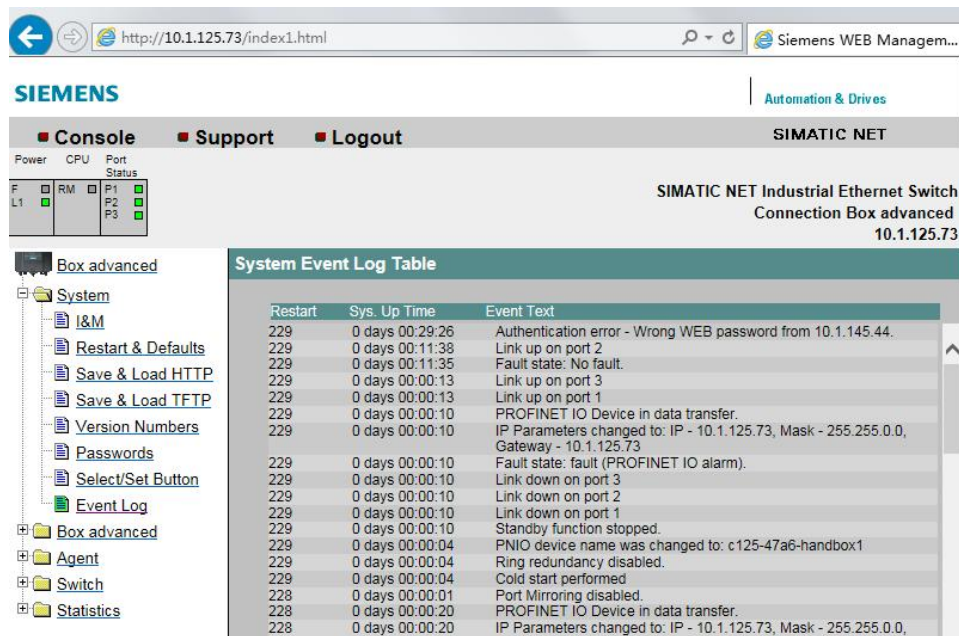 http://10.1.125.73/index1.html
Siemens WEB Managem...
SIEMENS
Automation & Drives
Console Support Logout
SIMATIC NET
Power CPU Port Status
F RM P1
L1 P2
P3
SIMATIC NET Industrial Ethernet Switch
Connection Box advanced
10.1.125.73
Box advanced
System
I&M
Restart & Defaults
Save & Load HTTP
Save & Load TFTP
Version Numbers
Passwords
Select/Set Button
Event Log
Box advanced
Agent
Switch
Statistics
System Event Log Table
Restart Sys. Up Time Event Text
229 0 days 00:29:26 Authentication error - Wrong WEB password from 10.1.145.44.
229 0 days 00:11:38 Link up on port 2
229 0 days 00:11:35 Fault state: No fault.
229 0 days 00:00:13 Link up on port 3
229 0 days 00:00:13 Link up on port 1
229 0 days 00:00:10 PROFINET IO Device in data transfer.
229 0 days 00:00:10 IP Parameters changed to: IP - 10.1.125.73, Mask - 255.255.0.0,
Gateway - 10.1.125.73
229 0 days 00:00:10 Fault state: fault (PROFINET IO alarm).
229 0 days 00:00:10 Link down on port 3
229 0 days 00:00:10 Link down on port 2
229 0 days 00:00:10 Link down on port 1
229 0 days 00:00:10 Standby function stopped.
229 0 days 00:00:04 PNIO device name was changed to: c125-47a6-handbox1
229 0 days 00:00:04 Ring redundancy disabled.
229 0 days 00:00:04 Cold start performed
228 0 days 00:00:01 Port Mirroring disabled.
228 0 days 00:00:20 PROFINET IO Device in data transfer.
228 0 days 00:00:20 IP Parameters changed to: IP - 10.1.125.73, Mask - 255.255.0.0,